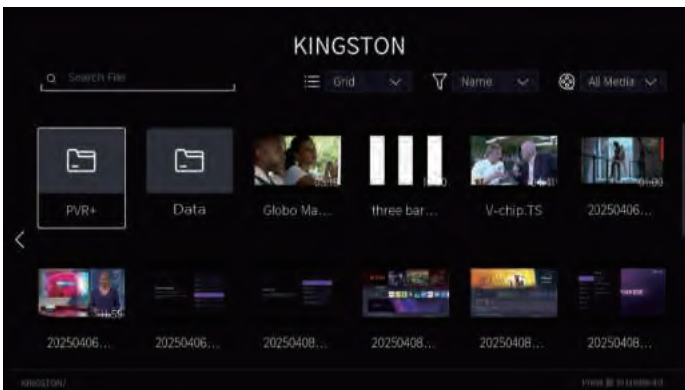 KINGSTON
Search File
Grid
Name
All Media
PVR+
Data
Globo Ma...
three bar...
V-chip.TS
20250406...
20250406...
20250406...
20250408...
20250408...
20250408...
20250408...
KINGSTON/